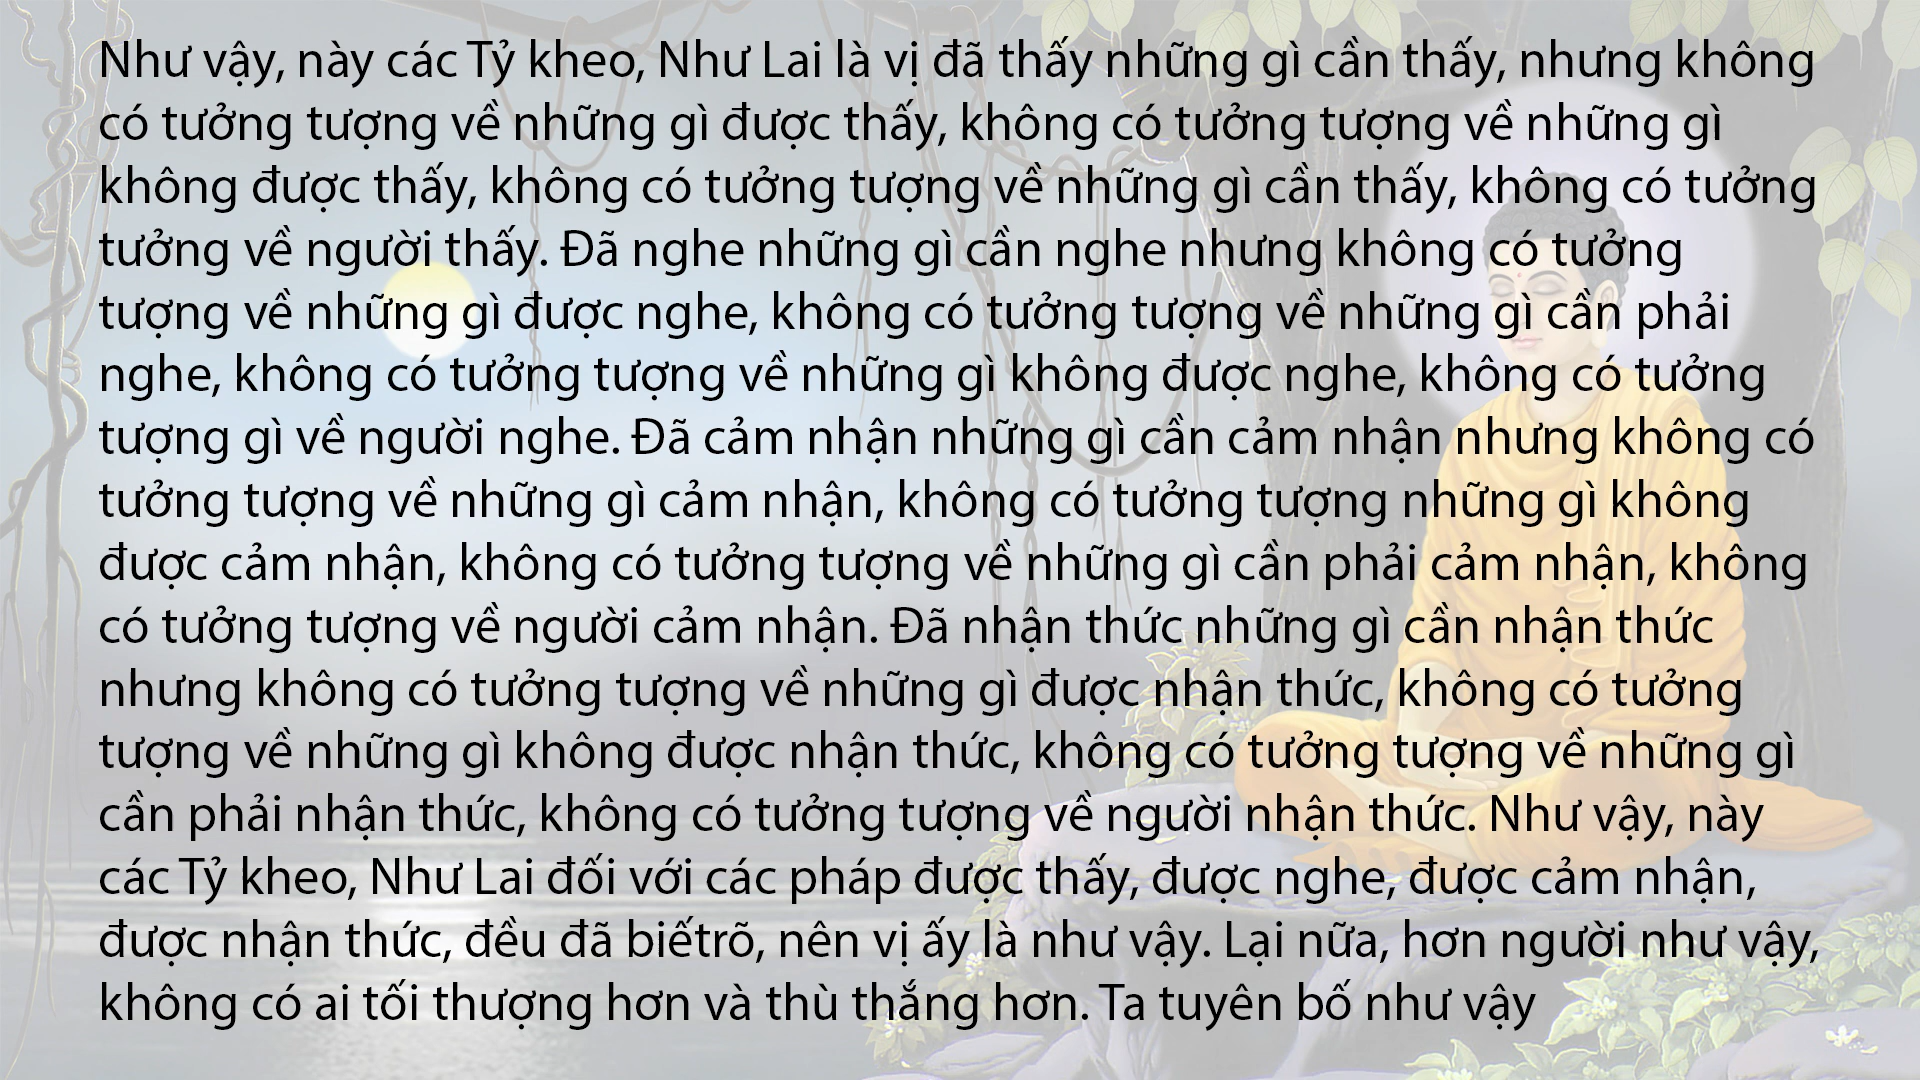 Như vậy, này các Tỷ kheo, Như Lai là vị đã thấy những gì cần thấy, nhưng không
có tưởng tượng về những gì được thấy, không có tưởng tượng về những gì
không được thấy, không có tưởng tượng về những gì cần thấy, không có tưởng
tưởng về người thấy. Đã nghe những gì cần nghe nhưng không có tưởng
tượng về những gì được nghe, không có tưởng tượng về những gì cần phải
nghe, không có tưởng tượng về những gì không được nghe, không có tưởng
tượng gì về người nghe. Đã cảm nhận những gì cần cảm nhận nhưng không có
tưởng tượng về những gì cảm nhận, không có tưởng tượng những gì không
được cảm nhận, không có tưởng tượng về những gì cần phải cảm nhận, không
có tưởng tượng về người cảm nhận. Đã nhận thức những gì cần nhận thức
nhưng không có tưởng tượng về những gì được nhận thức, không có tưởng
tượng về những gì không được nhận thức, không có tưởng tượng về những gì
cần phải nhận thức, không có tưởng tượng về người nhận thức. Như vậy, này
các Tỷ kheo, Như Lai đối với các pháp được thấy, được nghe, được cảm nhận,
được nhận thức, đều đã biếtrõ, nên vị ấy là như vậy. Lại nữa, hơn người như vậy,
không có ai tối thượng hơn và thù thắng hơn. Ta tuyên bố như vậy